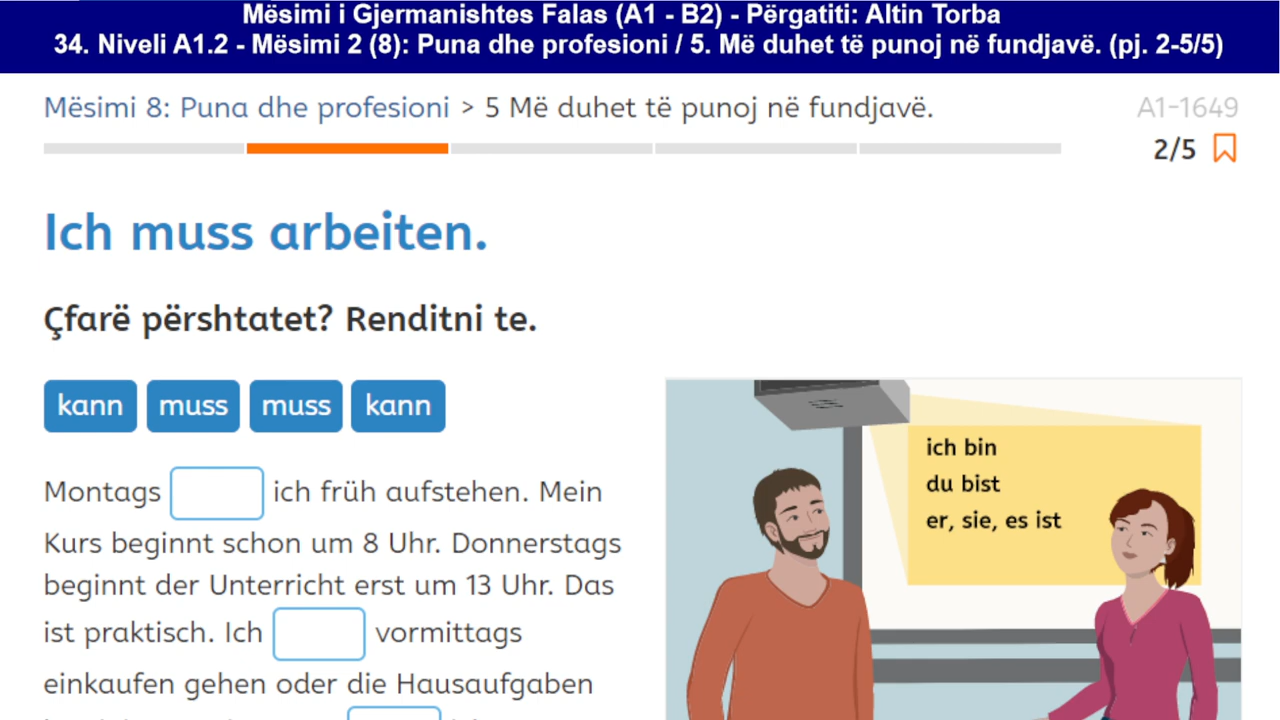 Mësimi i Gjermanishtes Falas (A1 - B2) - Përgatiti: Altin Torba
34. Niveli A1.2 - Mësimi 2 (8): Puna dhe profesioni / 5. Më duhet të punoj në fundjavë. (pj. 2-5/5)
Mësimi 8: Puna dhe profesioni > 5 Më duhet të punoj në fundjavë.
A1-1649
2/5
Ich muss arbeiten.
Çfarë përshtatet? Renditni te.
kann muss muss kann
Montags ich früh aufstehen. Mein
Kurs beginnt schon um 8 Uhr. Donnerstags
beginnt der Unterricht erst um 13 Uhr. Das
ist praktisch. Ich vormittags
einkaufen gehen oder die Hausaufgaben
ich bin
du bist
er, sie, es ist